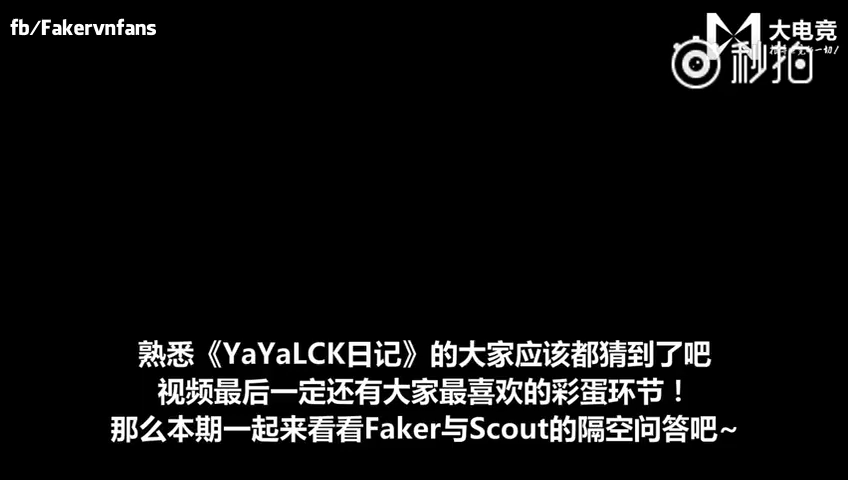 fb/Fakervnfans
大电竞
秒拍
熟悉《YaYaLCK日记》的大家应该都猜到了吧
视频最后一定还有大家最喜欢的彩蛋环节！
那么本期一起来看看Faker与Scout的隔空问答吧~